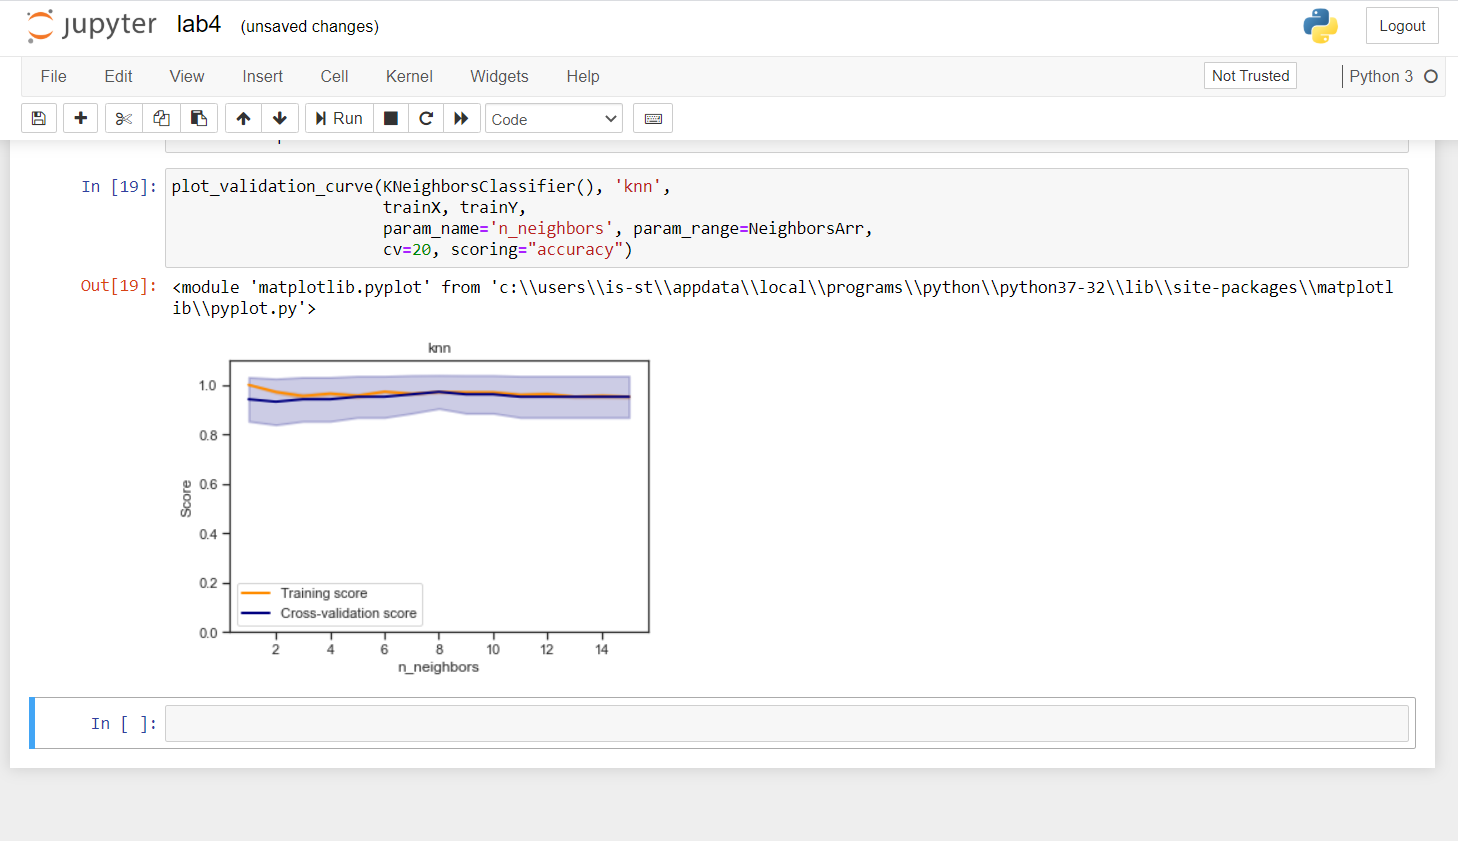 jupyter lab4 (unsaved changes) Logout
File Edit View Insert Cell Kernel Widgets Help Not Trusted Python 3
Run Code
In [19]: plot_validation_curve(KNeighborsClassifier(), 'knn',
trainX, trainY,
param_name='n_neighbors', param_range=NeighborsArr,
cv=20, scoring="accuracy")
Out[19]: <module 'matplotlib.pyplot' from 'c:\\users\\is-st\\appdata\\local\\programs\\python\\python37-32\\lib\\site-packages\\matplotl
ib\\pyplot.py'>
knn
1.0
0.8
0.6
Score
0.4
0.2
Training score
Cross-validation score
0.0
2 4 6 8 10 12 14
n_neighbors
In [ ]: